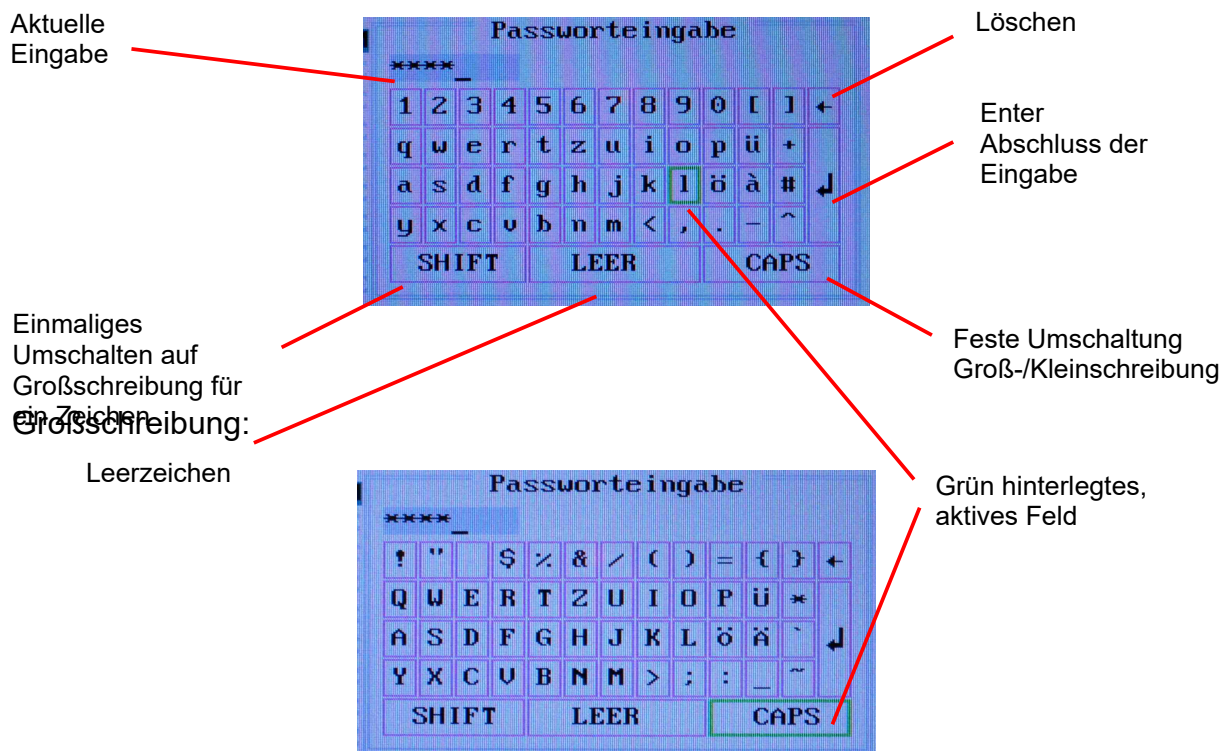 Aktuelle
Eingabe
Passworteingabe
****_
1 2 3 4 5 6 7 8 9 0 [ ] ←
q w e r t z u i o p ü +
a s d f g h j k l ö à # ↲
y x c v b n m < , . - ^
SHIFT LEER CAPS
Löschen
Enter
Abschluss der
Eingabe
Einmaliges
Umschalten auf
Großschreibung für
ein Zeichen
Feste Umschaltung
Groß-/Kleinschreibung
Großschreibung:
Leerzeichen
Grün hinterlegtes,
aktives Feld
Passworteingabe
****_
! " $ % & / ( ) = { } ←
Q W E R T Z U I O P Ü *
A S D F G H J K L ö Ä ` ↲
Y X C V B N M > ; : _ ~
SHIFT LEER CAPS